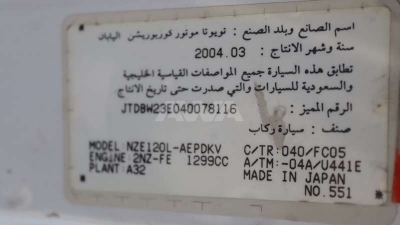 اسم الصانع وبلد الصنع : تويوتا موتور كوربوريشن اليابان
سنة وشهر الانتاج : 2004.03
تطابق هذه السيارة جميع المواصفات القياسية الخليجية
والسعودية للسيارات والتي صدرت حتى تاريخ الانتاج
الرقم المميز : JTDBW23E040078116
صنف : سيارة ركاب
MODEL: NZE120L-AEPDKV C/TR: 040/FC05
ENGINE: 2NZ-FE 1299CC A/TM: -04A/U441E
PLANT: A32 MADE IN JAPAN
NO.551